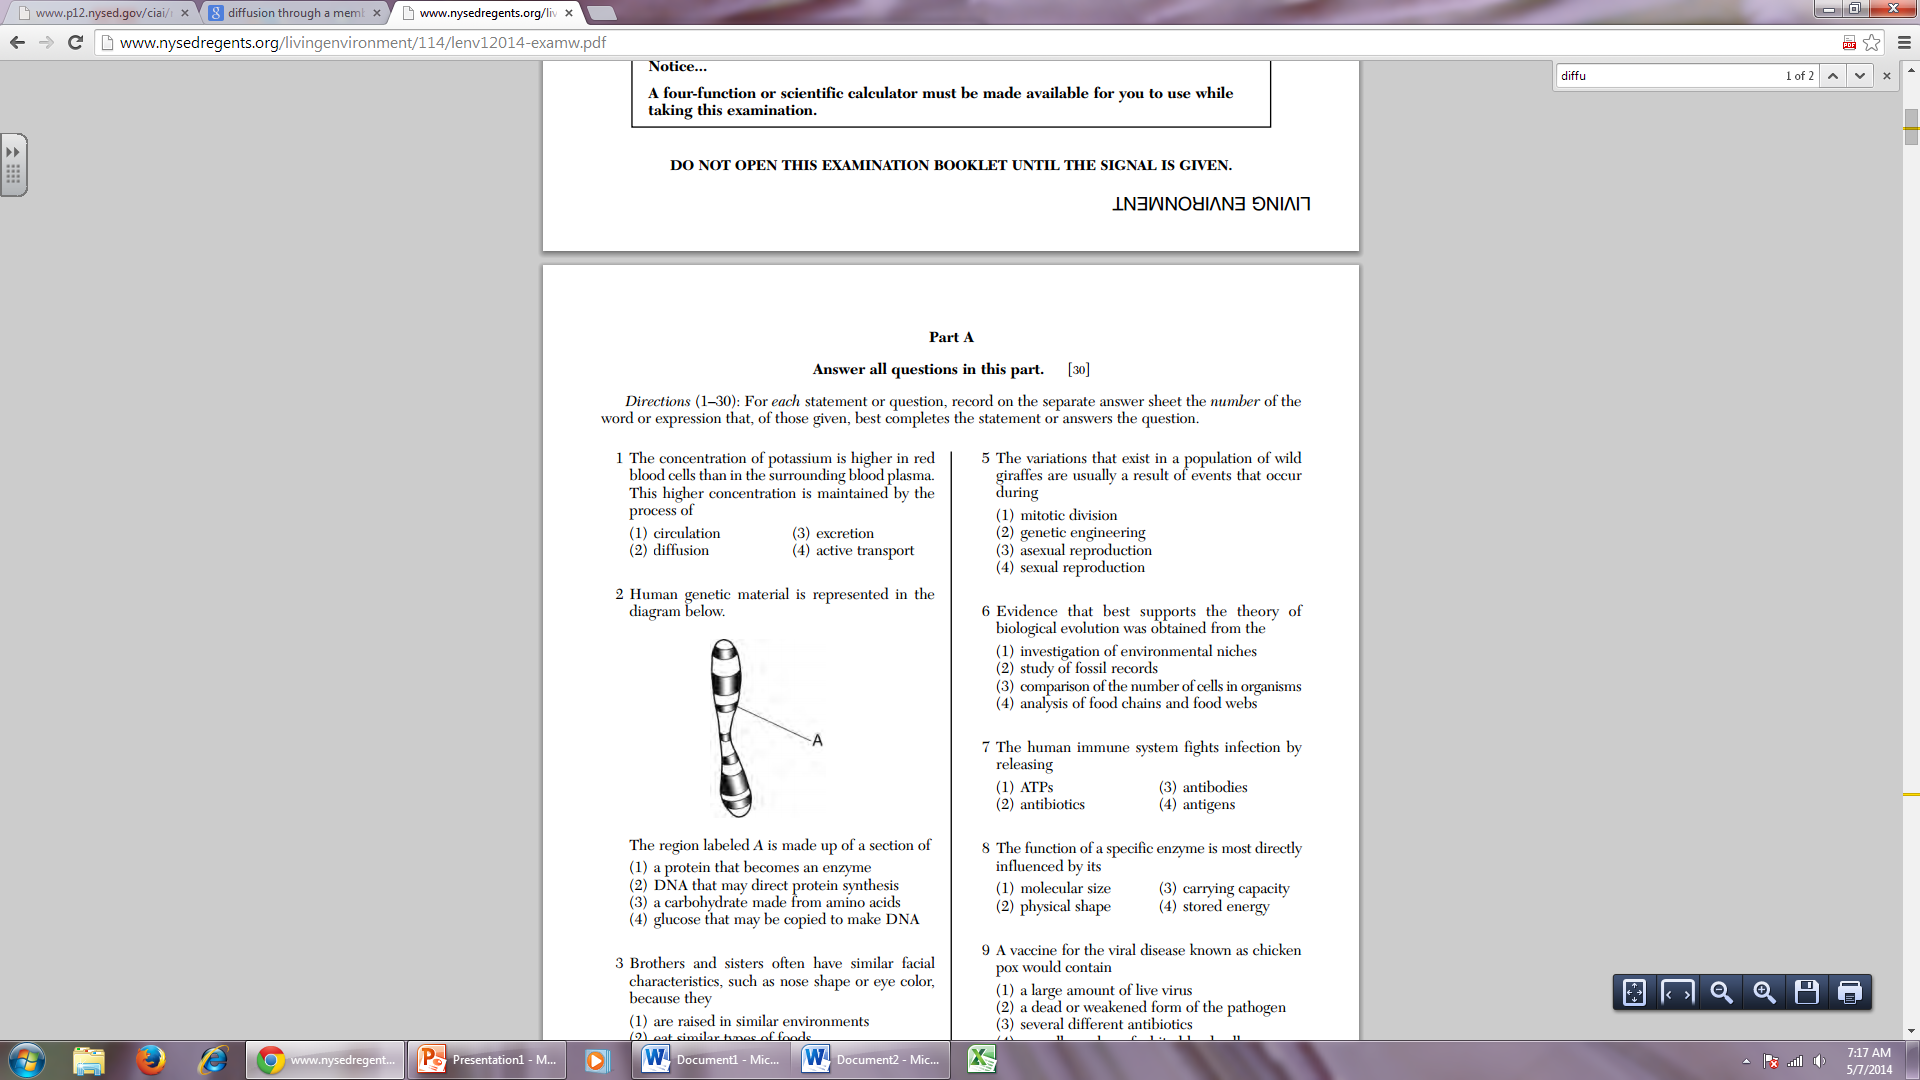 www.p12.nysed.gov/ciai/
diffusion through a mem
www.nysedregents.org/li
www.nysedregents.org/livingenvironment/114/lenv12014-examw.pdf
diffu
1 of 2
Notice...
A four-function or scientific calculator must be made available for you to use while
taking this examination.
DO NOT OPEN THIS EXAMINATION BOOKLET UNTIL THE SIGNAL IS GIVEN.
LIVING ENVIRONMENT
Part A
Answer all questions in this part. [30]
Directions (1–30): For each statement or question, record on the separate answer sheet the number of the
word or expression that, of those given, best completes the statement or answers the question.
1 The concentration of potassium is higher in red
blood cells than in the surrounding blood plasma.
This higher concentration is maintained by the
process of
(1) circulation (3) excretion
(2) diffusion (4) active transport
2 Human genetic material is represented in the
diagram below.
A
The region labeled A is made up of a section of
(1) a protein that becomes an enzyme
(2) DNA that may direct protein synthesis
(3) a carbohydrate made from amino acids
(4) glucose that may be copied to make DNA
3 Brothers and sisters often have similar facial
characteristics, such as nose shape or eye color,
because they
(1) are raised in similar environments
(2) eat similar types of foods
5 The variations that exist in a population of wild
giraffes are usually a result of events that occur
during
(1) mitotic division
(2) genetic engineering
(3) asexual reproduction
(4) sexual reproduction
6 Evidence that best supports the theory of
biological evolution was obtained from the
(1) investigation of environmental niches
(2) study of fossil records
(3) comparison of the number of cells in organisms
(4) analysis of food chains and food webs
7 The human immune system fights infection by
releasing
(1) ATPs (3) antibodies
(2) antibiotics (4) antigens
8 The function of a specific enzyme is most directly
influenced by its
(1) molecular size (3) carrying capacity
(2) physical shape (4) stored energy
9 A vaccine for the viral disease known as chicken
pox would contain
(1) a large amount of live virus
(2) a dead or weakened form of the pathogen
(3) several different antibiotics
www.nysedregent...
Presentation1 - M...
Document1 - Mic...
Document2 - Mic...
7:17 AM
5/7/2014